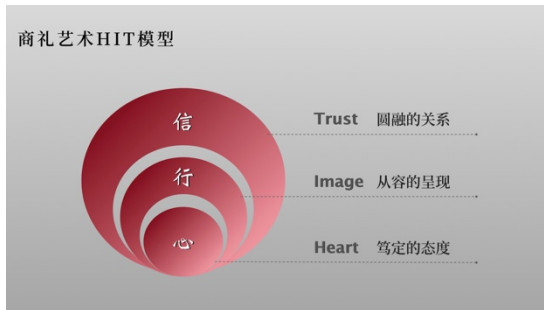 商礼艺术HIT模型
信
Trust 圆融的关系
行
Image 从容的呈现
心
Heart 笃定的态度